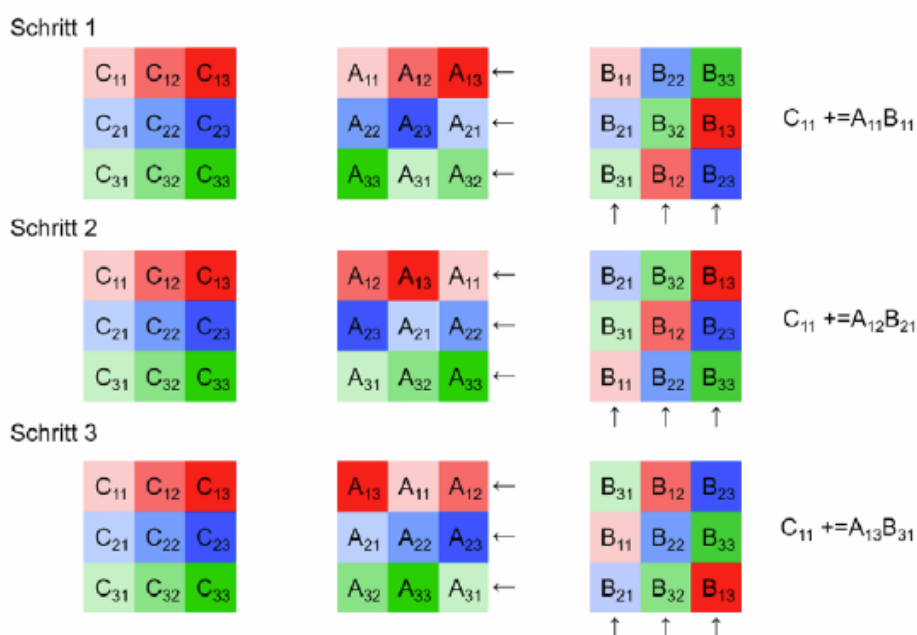 Schritt 1
C11 C12 C13 A11 A12 A13 ← B11 B22 B33
C21 C22 C23 A22 A23 A21 ← B21 B32 B13 C11 +=A11B11
C31 C32 C33 A33 A31 A32 ← B31 B12 B23
↑ ↑ ↑
Schritt 2
C11 C12 C13 A12 A13 A11 ← B21 B32 B13
C21 C22 C23 A23 A21 A22 ← B31 B12 B23 C11 +=A12B21
C31 C32 C33 A31 A32 A33 ← B11 B22 B33
↑ ↑ ↑
Schritt 3
C11 C12 C13 A13 A11 A12 ← B31 B12 B23
C21 C22 C23 A21 A22 A23 ← B11 B22 B33 C11 +=A13B31
C31 C32 C33 A32 A33 A31 ← B21 B32 B13
↑ ↑ ↑